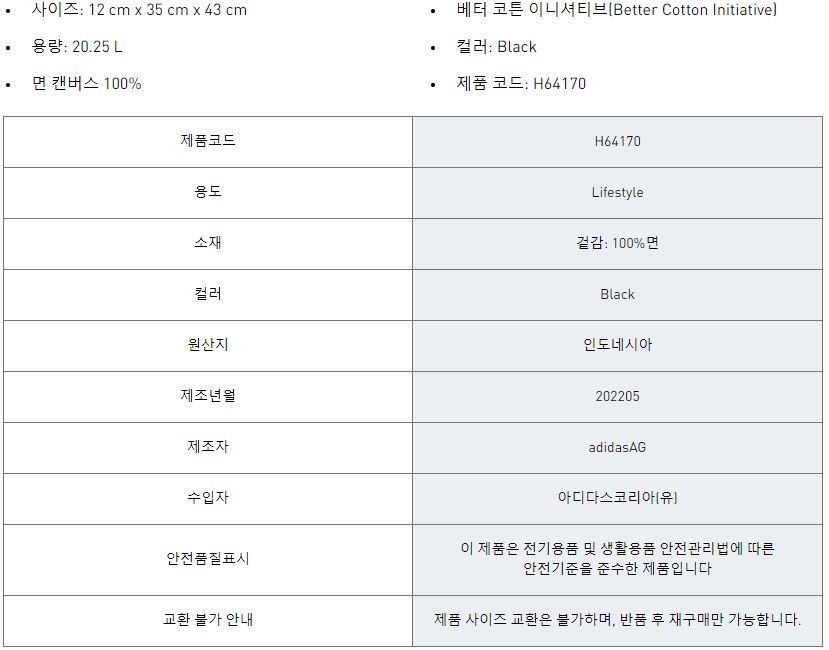 • 사이즈: 12 cm x 35 cm x 43 cm
• 용량: 20.25 L
• 면 캔버스 100%
• 베터 코튼 이니셔티브(Better Cotton Initiative)
• 컬러: Black
• 제품 코드: H64170
제품코드 H64170
용도 Lifestyle
소재 겉감: 100%면
컬러 Black
원산지 인도네시아
제조년월 202205
제조자 adidasAG
수입자 아디다스코리아(유)
안전품질표시 이 제품은 전기용품 및 생활용품 안전관리법에 따른
안전기준을 준수한 제품입니다
교환 불가 안내 제품 사이즈 교환은 불가하며, 반품 후 재구매만 가능합니다.